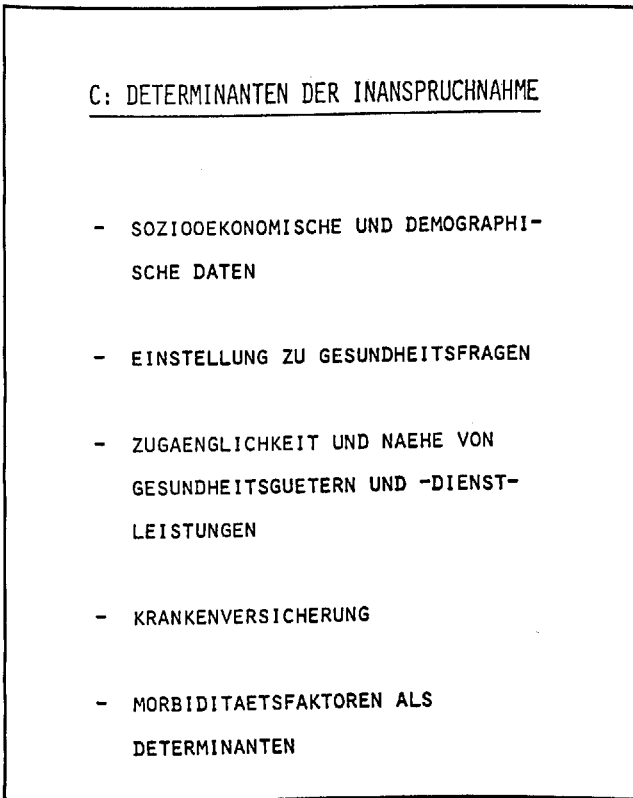 C: DETERMINANTEN DER INANSPRUCHNAHME
- SOZIOOEKONOMISCHE UND DEMOGRAPHI-
SCHE DATEN
- EINSTELLUNG ZU GESUNDHEITSFRAGEN
- ZUGAENGLICHKEIT UND NAEHE VON
GESUNDHEITSGUETERN UND -DIENST-
LEISTUNGEN
- KRANKENVERSICHERUNG
- MORBIDITAETSFAKTOREN ALS
DETERMINANTEN